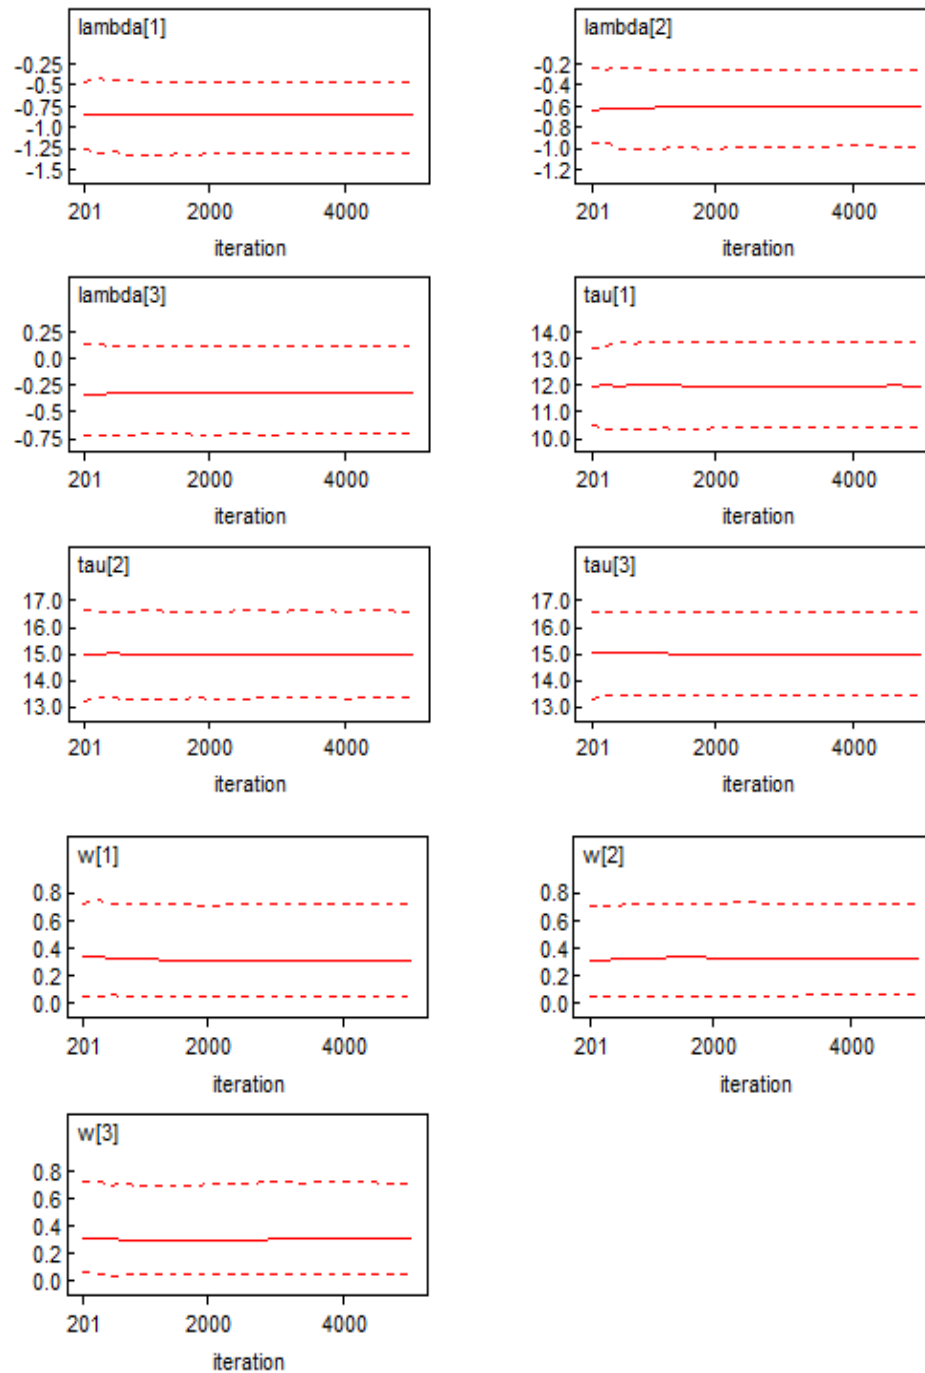 lambda[1]
-0.25
-0.5
-0.75
-1.0
-1.25
-1.5
201 2000 4000
iteration
lambda[2]
-0.2
-0.4
-0.6
-0.8
-1.0
-1.2
201 2000 4000
iteration
lambda[3]
0.25
0.0
-0.25
-0.5
-0.75
201 2000 4000
iteration
tau[1]
14.0
13.0
12.0
11.0
10.0
201 2000 4000
iteration
tau[2]
17.0
16.0
15.0
14.0
13.0
201 2000 4000
iteration
tau[3]
17.0
16.0
15.0
14.0
13.0
201 2000 4000
iteration
w[1]
0.8
0.6
0.4
0.2
0.0
201 2000 4000
iteration
w[2]
0.8
0.6
0.4
0.2
0.0
201 2000 4000
iteration
w[3]
0.8
0.6
0.4
0.2
0.0
201 2000 4000
iteration